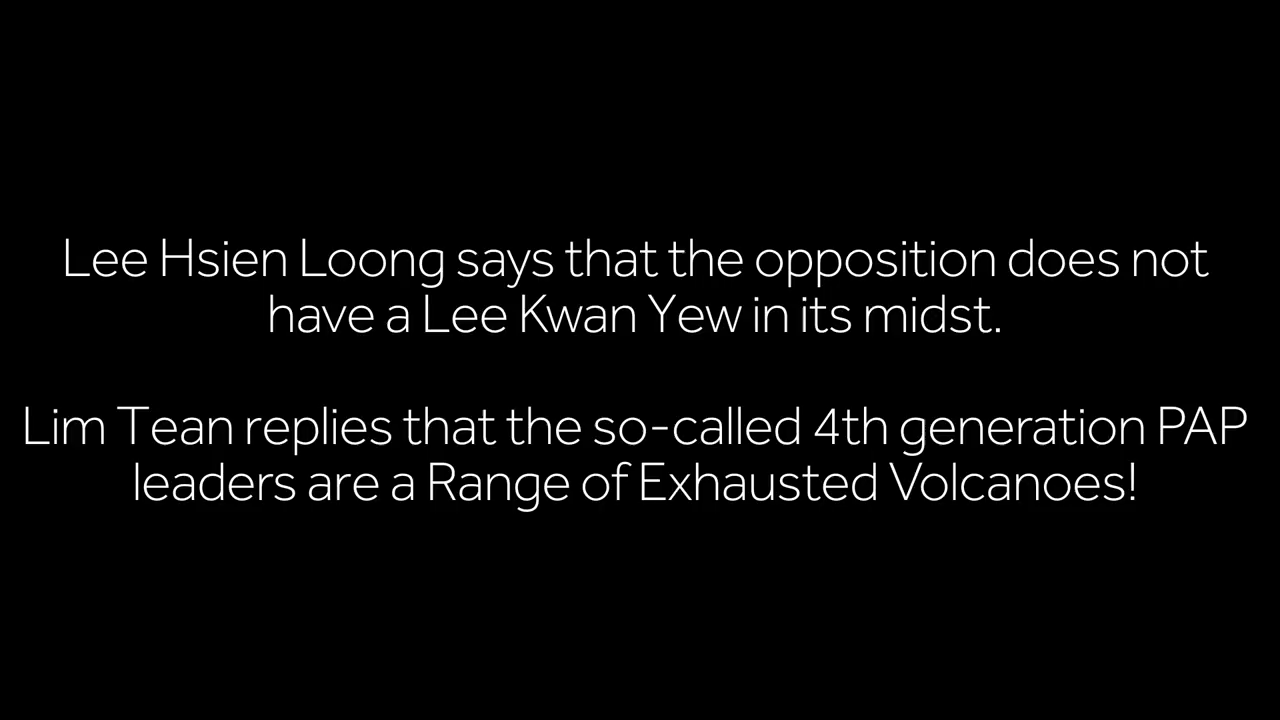 Lee Hsien Loong says that the opposition does not
have a Lee Kwan Yew in its midst.
Lim Tean replies that the so-called 4th generation PAP
leaders are a Range of Exhausted Volcanoes!